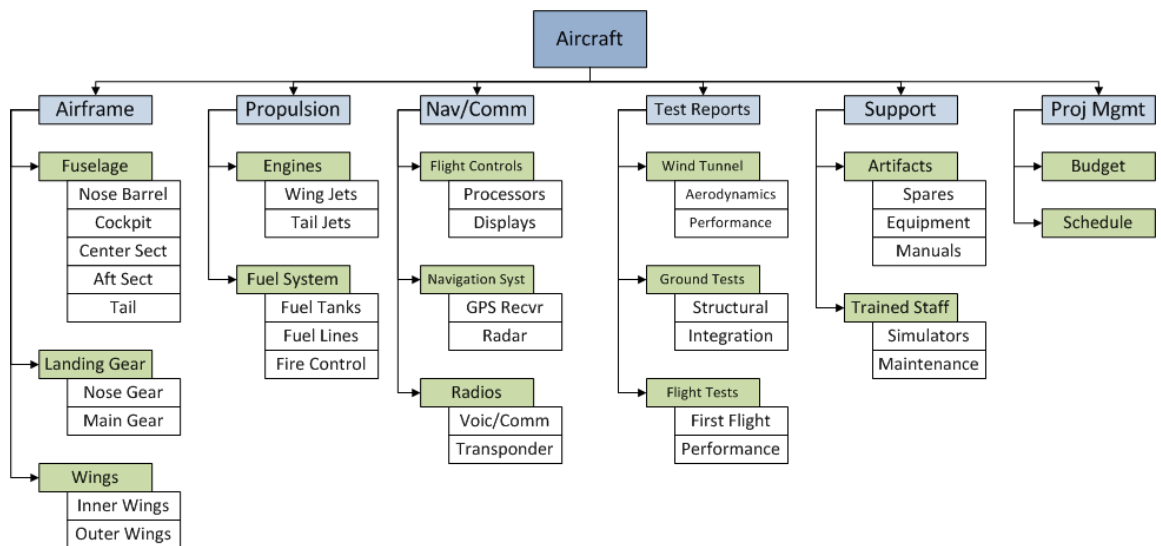 Aircraft
Airframe
Fuselage
Nose Barrel
Cockpit
Center Sect
Aft Sect
Tail
Landing Gear
Nose Gear
Main Gear
Wings
Inner Wings
Outer Wings
Propulsion
Engines
Wing Jets
Tail Jets
Fuel System
Fuel Tanks
Fuel Lines
Fire Control
Nav/Comm
Flight Controls
Processors
Displays
Navigation Syst
GPS Recvr
Radar
Radios
Voic/Comm
Transponder
Test Reports
Wind Tunnel
Aerodynamics
Performance
Ground Tests
Structural
Integration
Flight Tests
First Flight
Performance
Support
Artifacts
Spares
Equipment
Manuals
Trained Staff
Simulators
Maintenance
Proj Mgmt
Budget
Schedule